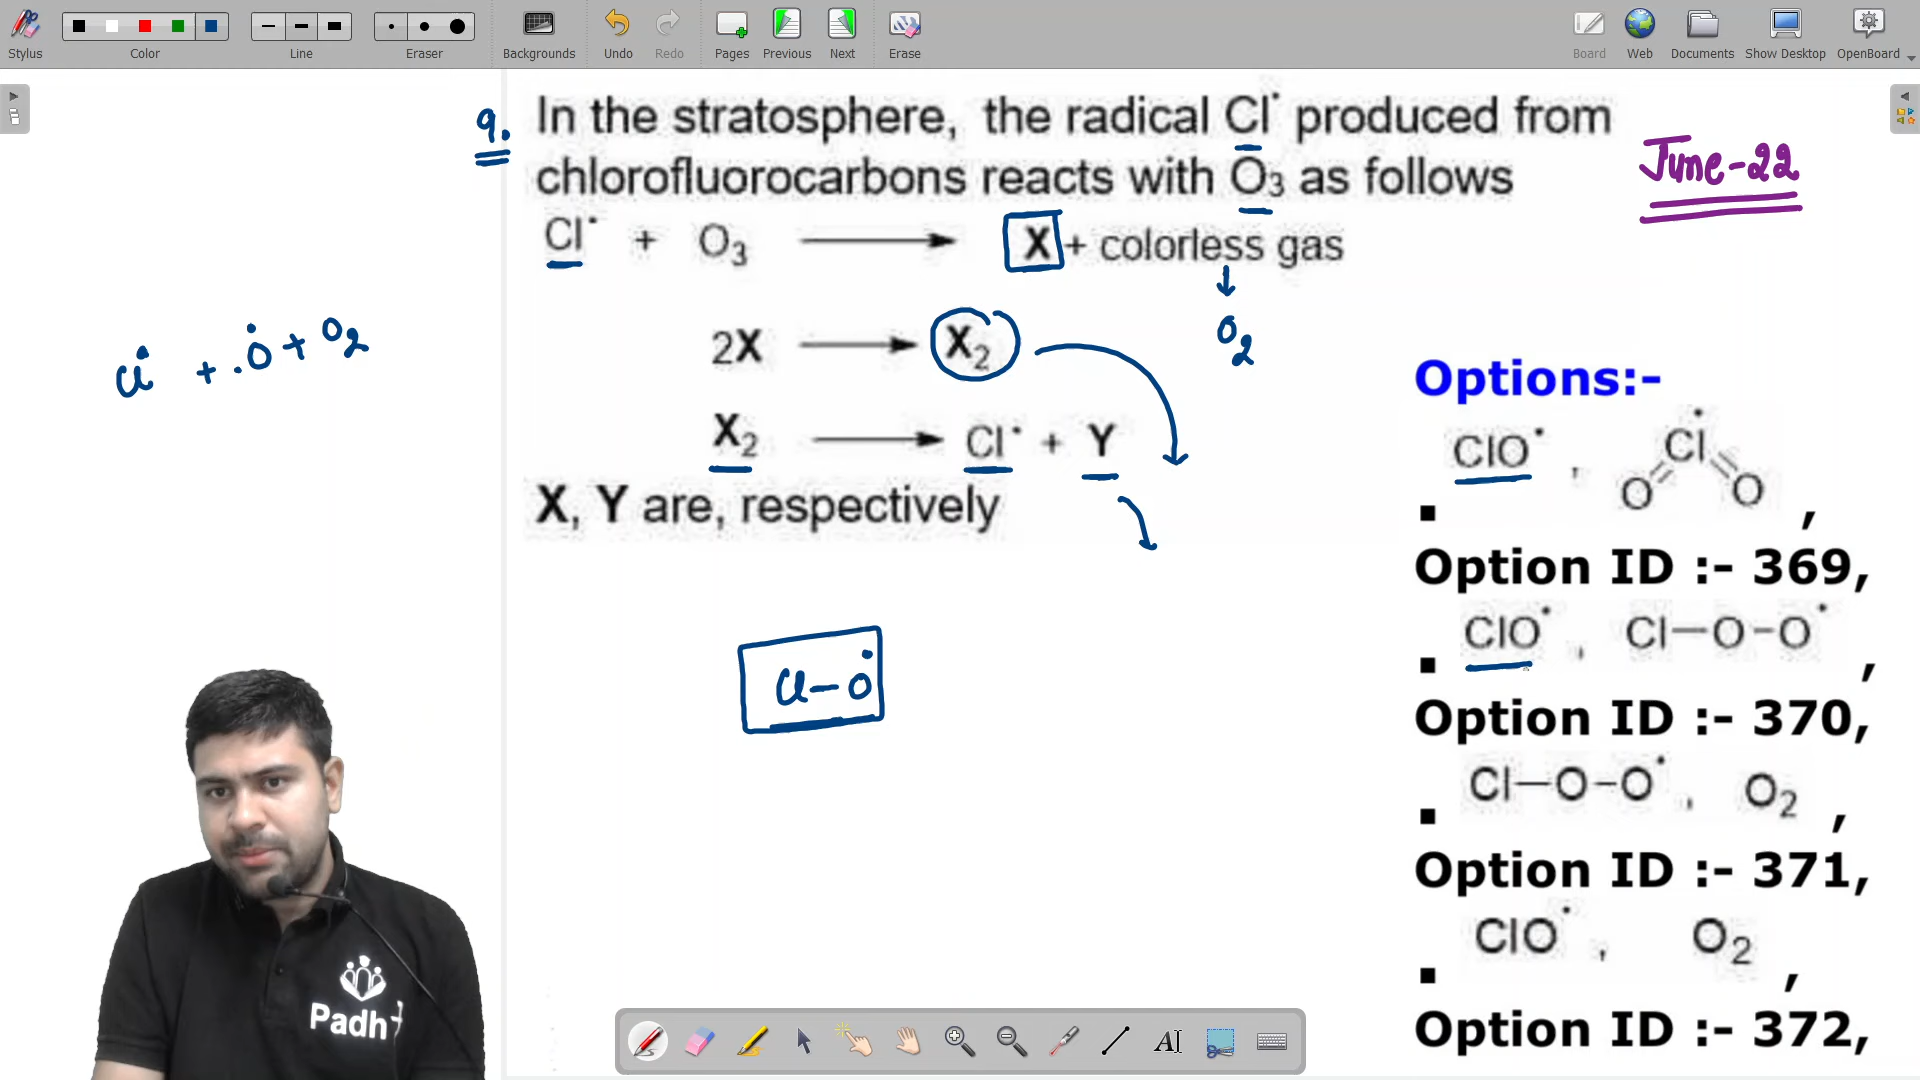 Stylus
Color
Line
Eraser
Backgrounds
Undo
Redo
Pages
Previous
Next
Erase
Board
Web
Documents
Show Desktop
OpenBoard
9. In the stratosphere, the radical Cl˙ produced from
chlorofluorocarbons reacts with O₃ as follows
June-22
Cl˙ + O₃ ⟶ X + colorless gas
↓
O₂
2X ⟶ X₂
Cl˙ + .Ȯ + O₂
X₂ ⟶ Cl˙ + Y
X, Y are, respectively
Cl–Ȯ
Options:-
ClO˙ , O=Cl˙=O ,
Option ID :- 369,
ClO˙ , Cl—O–O˙ ,
Option ID :- 370,
Cl—O–O˙ , O₂ ,
Option ID :- 371,
ClO˙ , O₂ ,
Option ID :- 372,
Padh+
AI